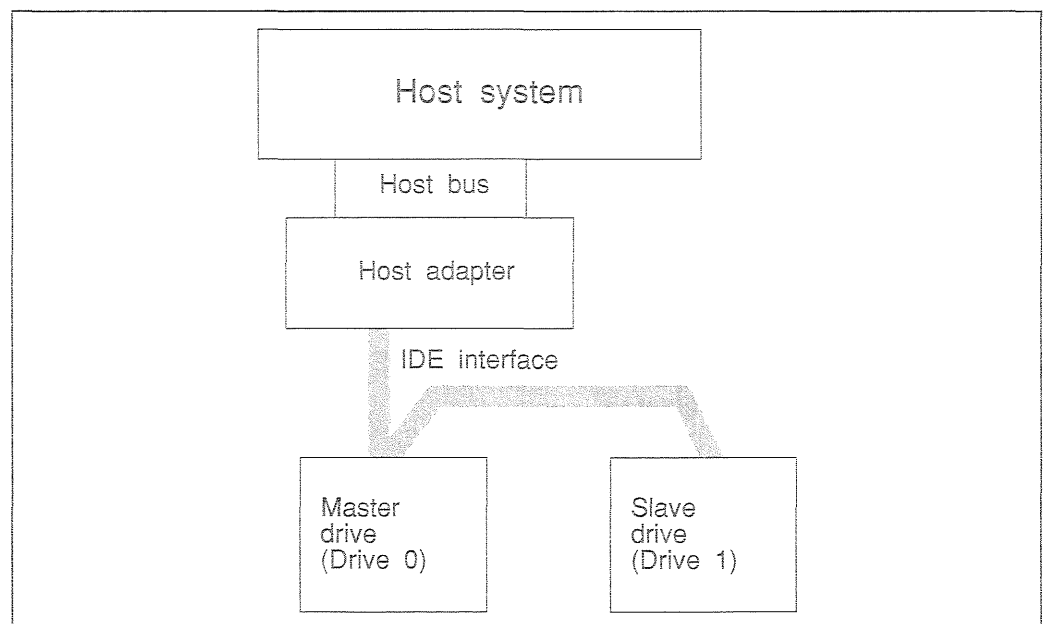 Host system
Host bus
Host adapter
IDE interface
Master
drive
(Drive 0)
Slave
drive
(Drive 1)